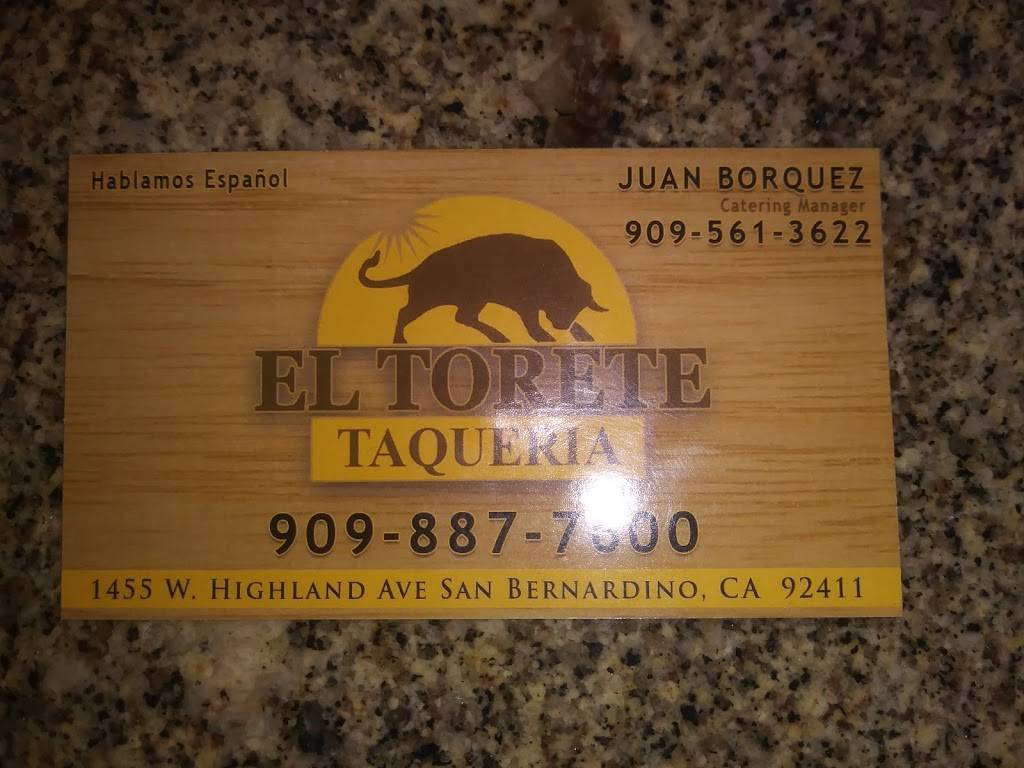 Hablamos Español
JUAN BORQUEZ
Catering Manager
909-561-3622
EL TORETE
TAQUERIA
1455 W. HIGHLAND AVE SAN BERNARDINO, CA 92411